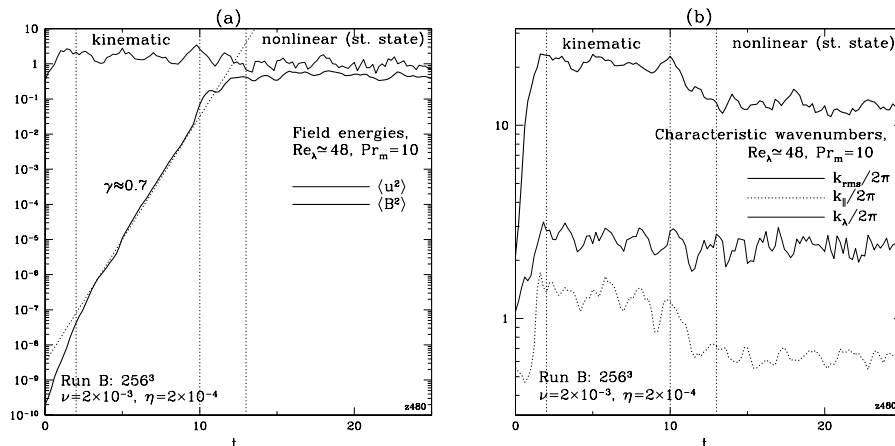 (a)
kinematic
nonlinear (st. state)
Field energies,
Re_λ≃48, Pr_m=10
⟨u²⟩
⟨B²⟩
γ≈0.7
Run B: 256³
ν=2×10⁻³, η=2×10⁻⁴
z480
10
1
10⁻¹
10⁻²
10⁻³
10⁻⁴
10⁻⁵
10⁻⁶
10⁻⁷
10⁻⁸
10⁻⁹
10⁻¹⁰
0
10
20
t
(b)
kinematic
nonlinear (st. state)
Characteristic wavenumbers,
Re_λ≃48, Pr_m=10
k_rms/2π
k_∥/2π
k_λ/2π
Run B: 256³
ν=2×10⁻³, η=2×10⁻⁴
z480
10
1
0
10
20
t